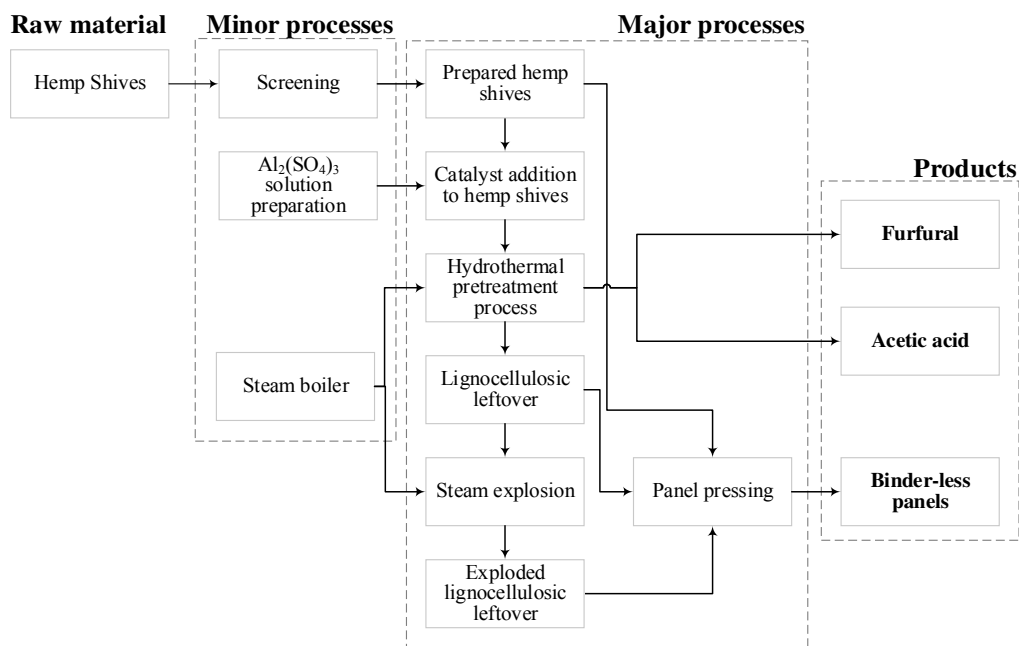 Raw material
Minor processes
Major processes
Hemp Shives
Screening
Prepared hemp
shives
Al₂(SO₄)₃
solution
preparation
Catalyst addition
to hemp shives
Products
Furfural
Hydrothermal
pretreatment
process
Acetic acid
Steam boiler
Lignocellulosic
leftover
Steam explosion
Panel pressing
Binder-less
panels
Exploded
lignocellulosic
leftover